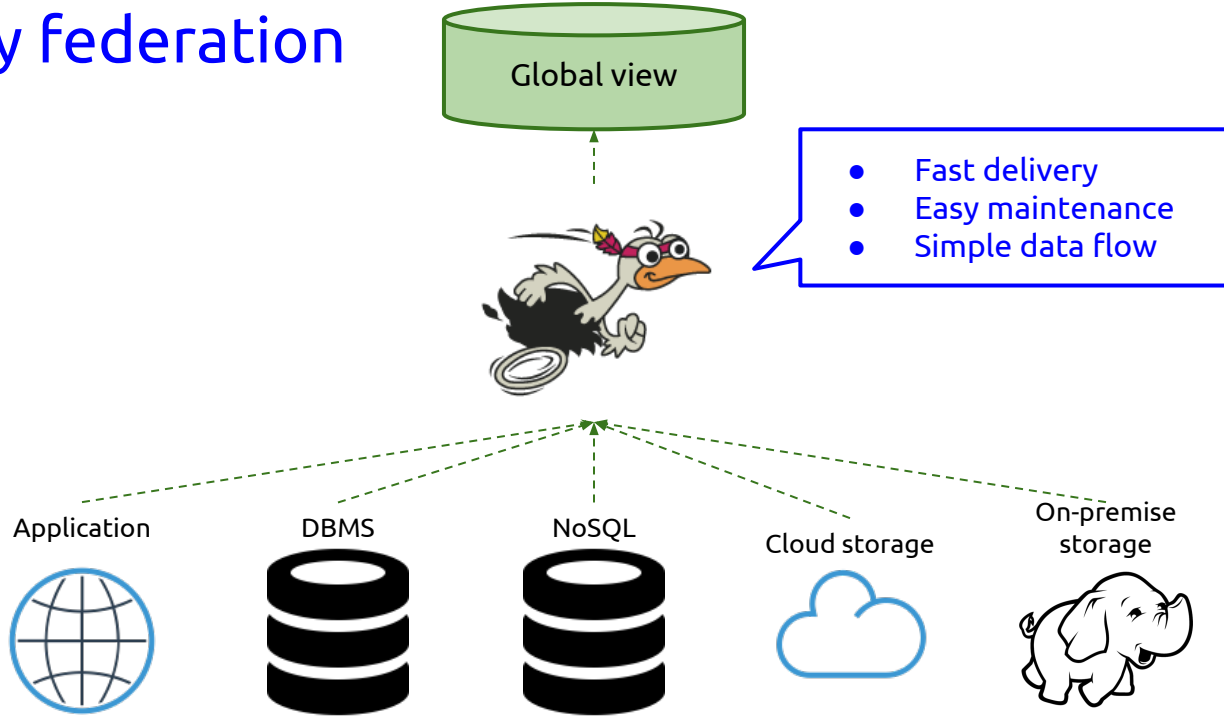 y federation
Global view
● Fast delivery
● Easy maintenance
● Simple data flow
Application
DBMS
NoSQL
Cloud storage
On-premise
storage